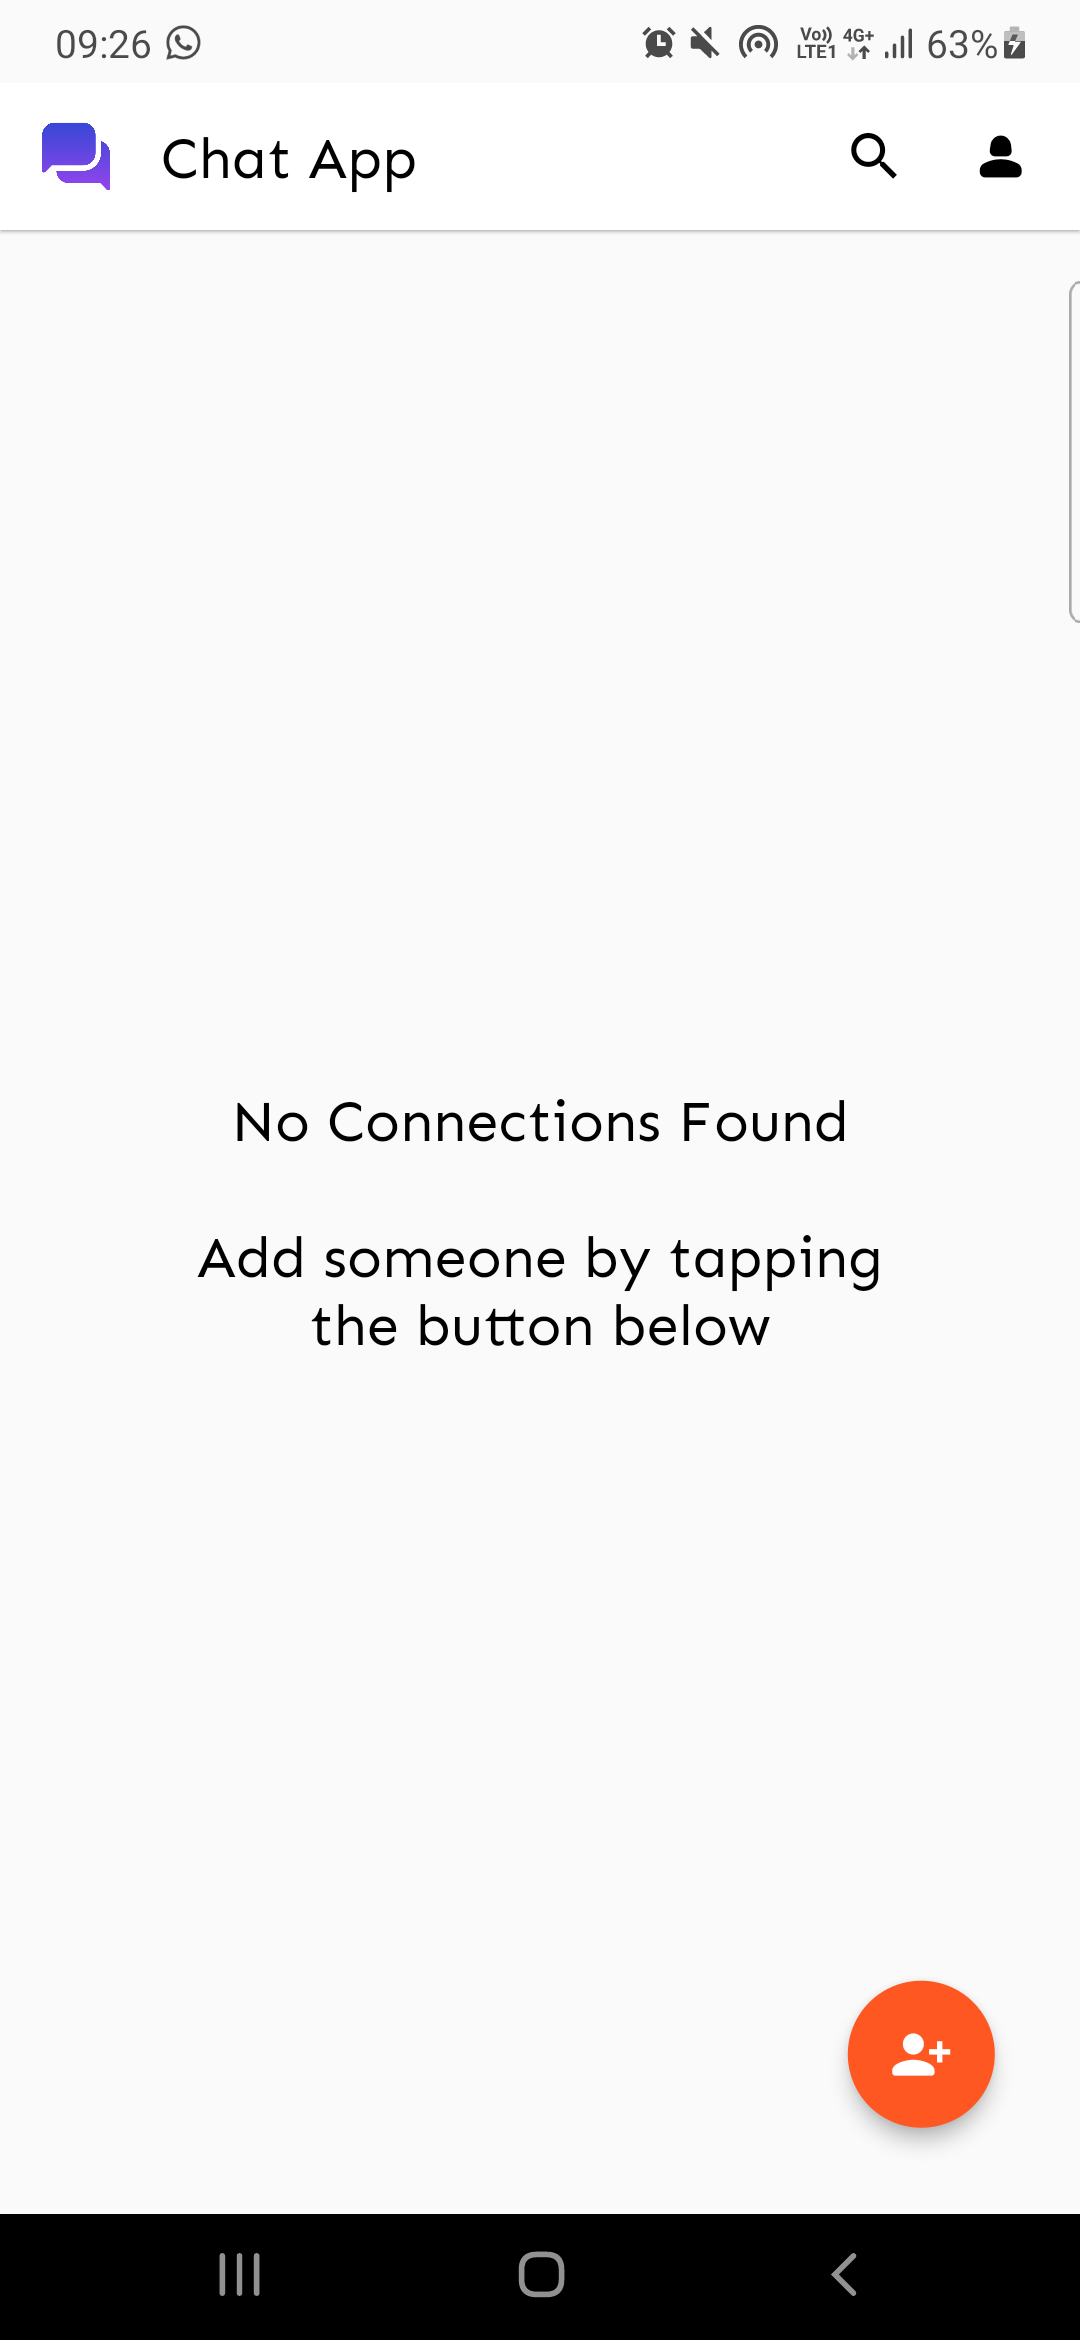 09:26 Vo)) LTE1 4G+ 63%
Chat App
No Connections Found
Add someone by tapping
the button below